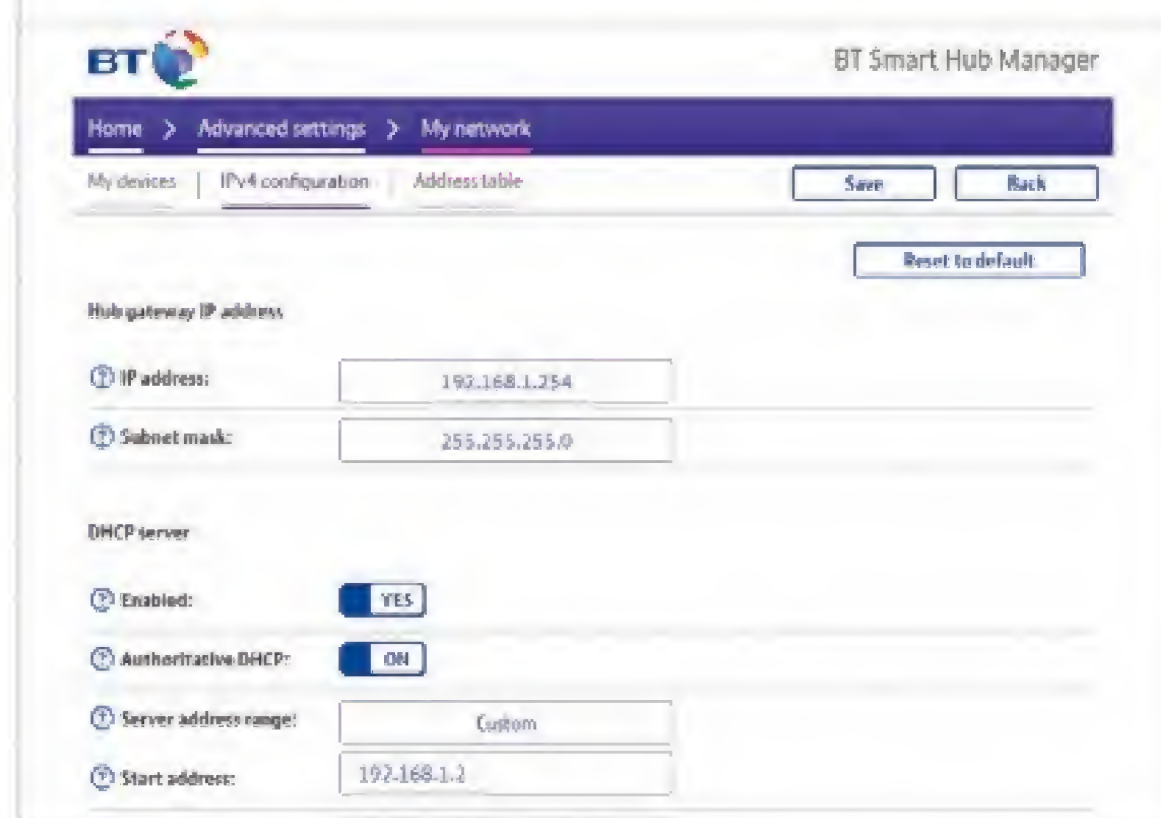 BT
BT Smart Hub Manager
Home > Advanced settings > My network
My devices | IPv4 configuration | Address table
Save
Back
Reset to default
Hub gateway IP address
IP address: 192.168.1.254
Subnet mask: 255.255.255.0
DHCP server
Enabled: YES
Authoritative DHCP: ON
Server address range: Custom
Start address: 192.168.1.2